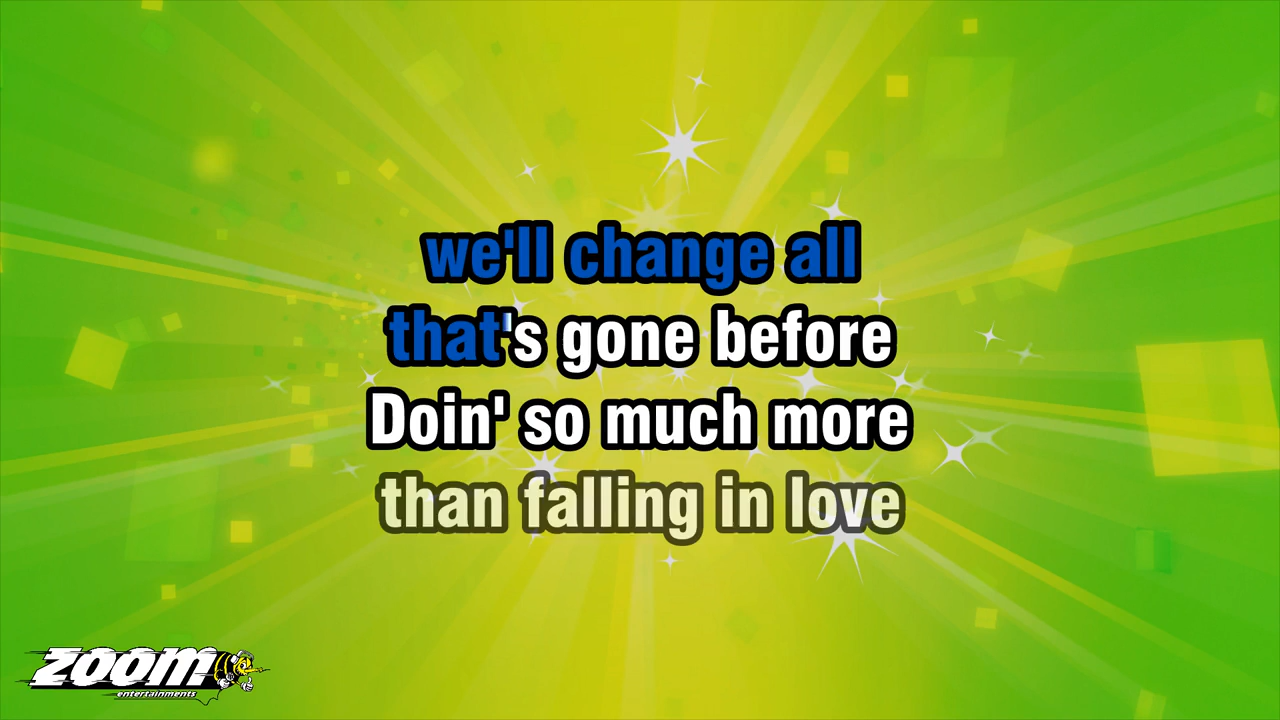 we'll change all
that's gone before
Doin' so much more
than falling in love
ZOOM
entertainments